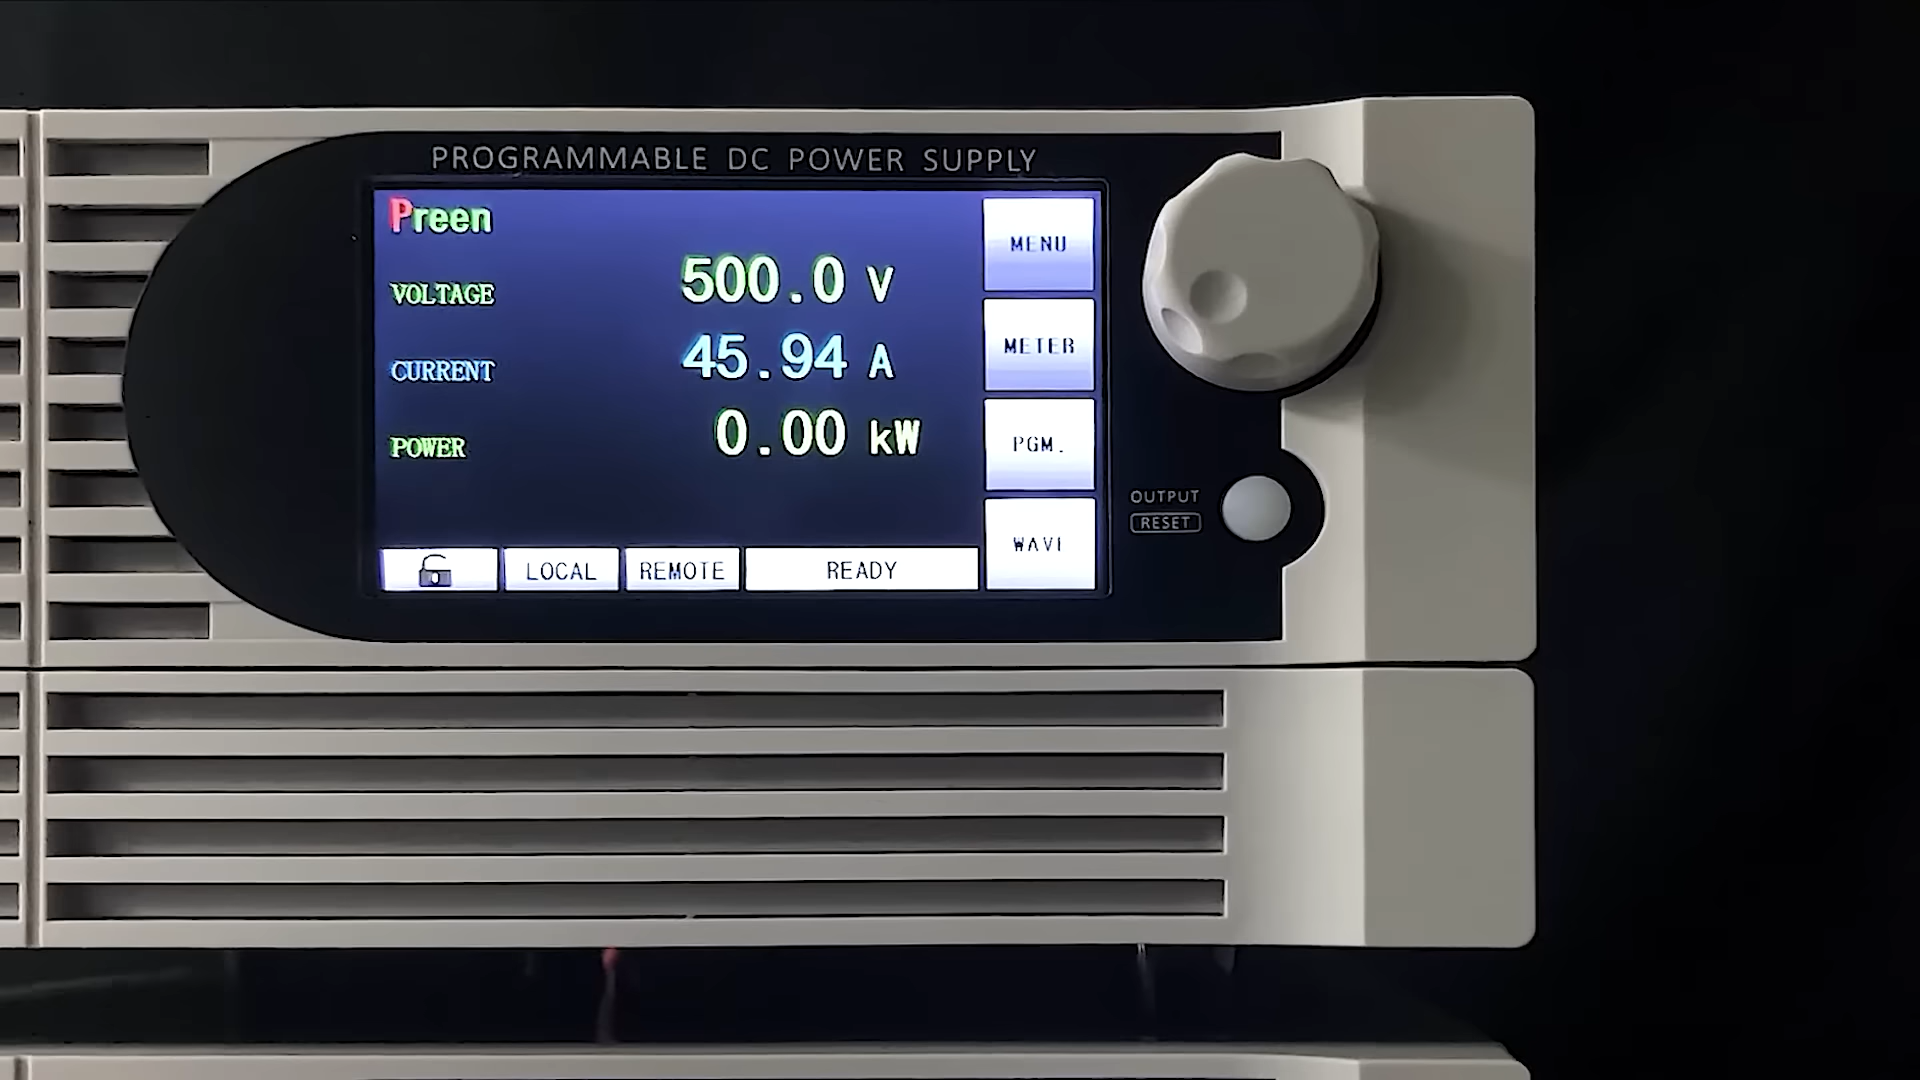 PROGRAMMABLE DC POWER SUPPLY
Preen
VOLTAGE 500.0 V
CURRENT 45.94 A
POWER 0.00 kW
LOCAL REMOTE READY
MENU
METER
PGM.
WAVE
OUTPUT
RESET